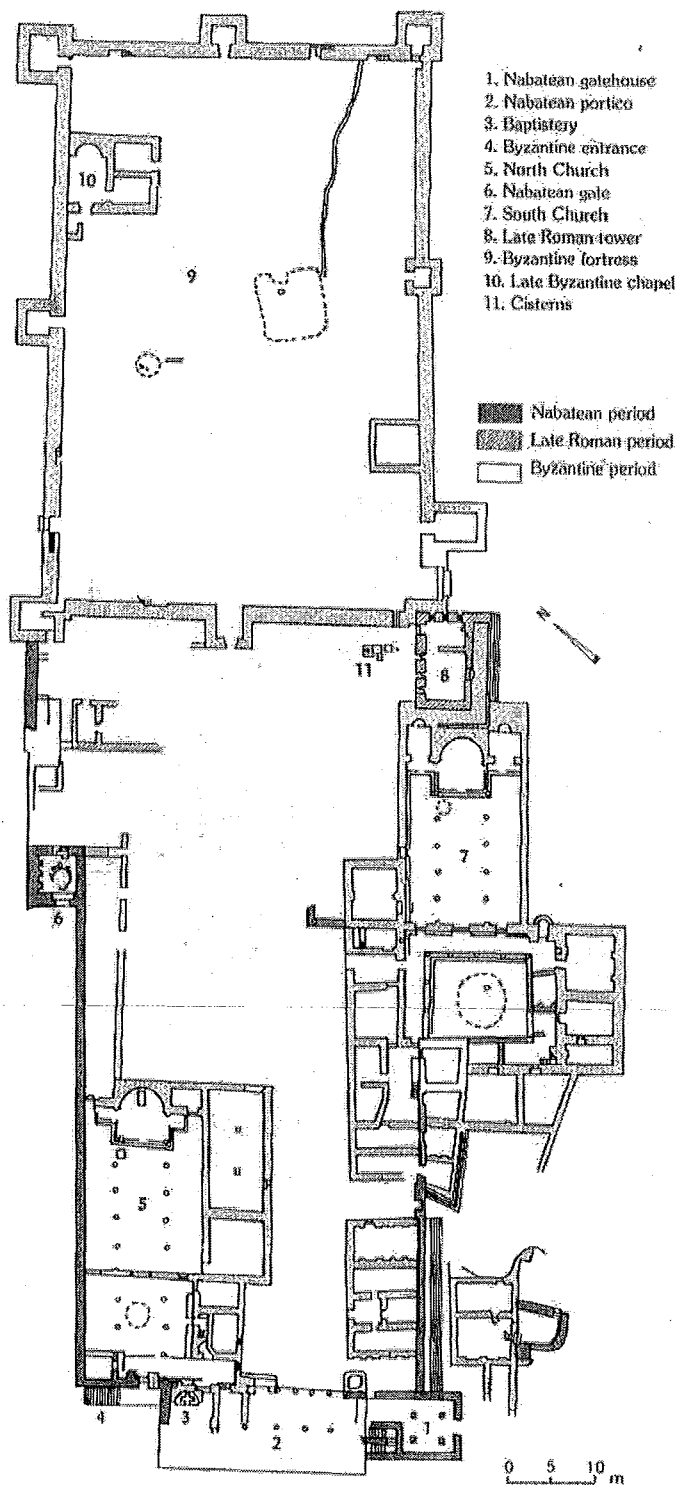 1. Nabatean gatehouse
2. Nabatean portico
3. Baptistery
4. Byzantine entrance
5. North Church
6. Nabatean gate
7. South Church
8. Late Roman tower
9. Byzantine fortress
10. Late Byzantine chapel
11. Cisterns
Nabatean period
Late Roman period
Byzantine period
10
9
N
11
8
7
6
5
4
3
2
1
0 5 10 m